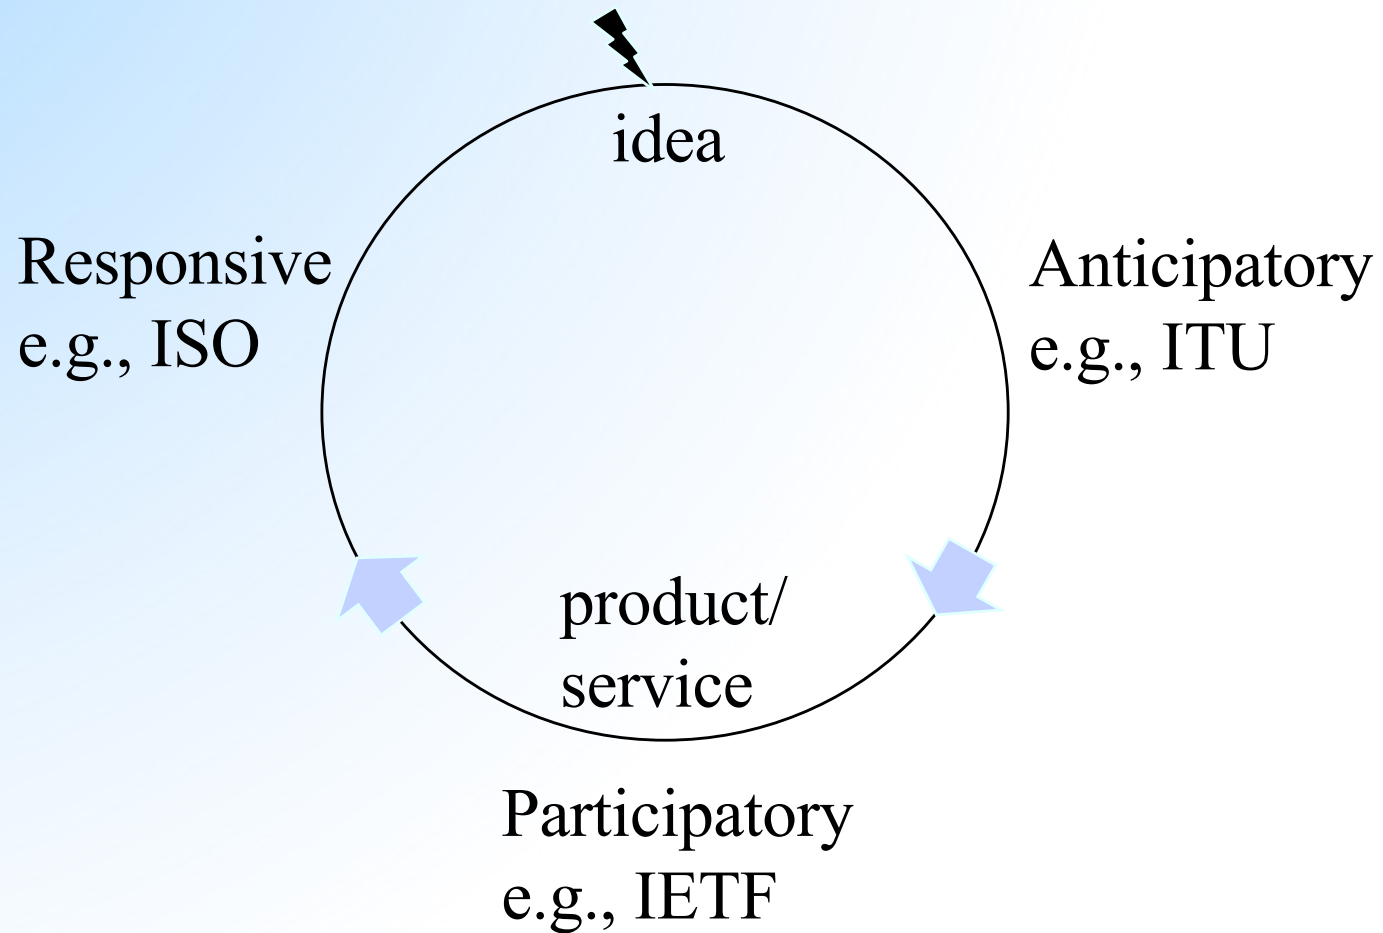 idea
Responsive
e.g., ISO
Anticipatory
e.g., ITU
product/
service
Participatory
e.g., IETF